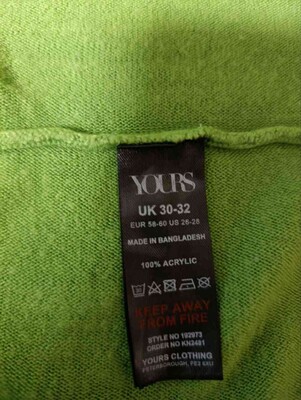 YOURS
UK 30-32
EUR 58-60 US 26-28
MADE IN BANGLADESH
100% ACRYLIC
KEEP AWAY
FROM FIRE
STYLE NO 192973
ORDER NO KN2481
YOURS CLOTHING
PETERBOROUGH, PE2 6XU